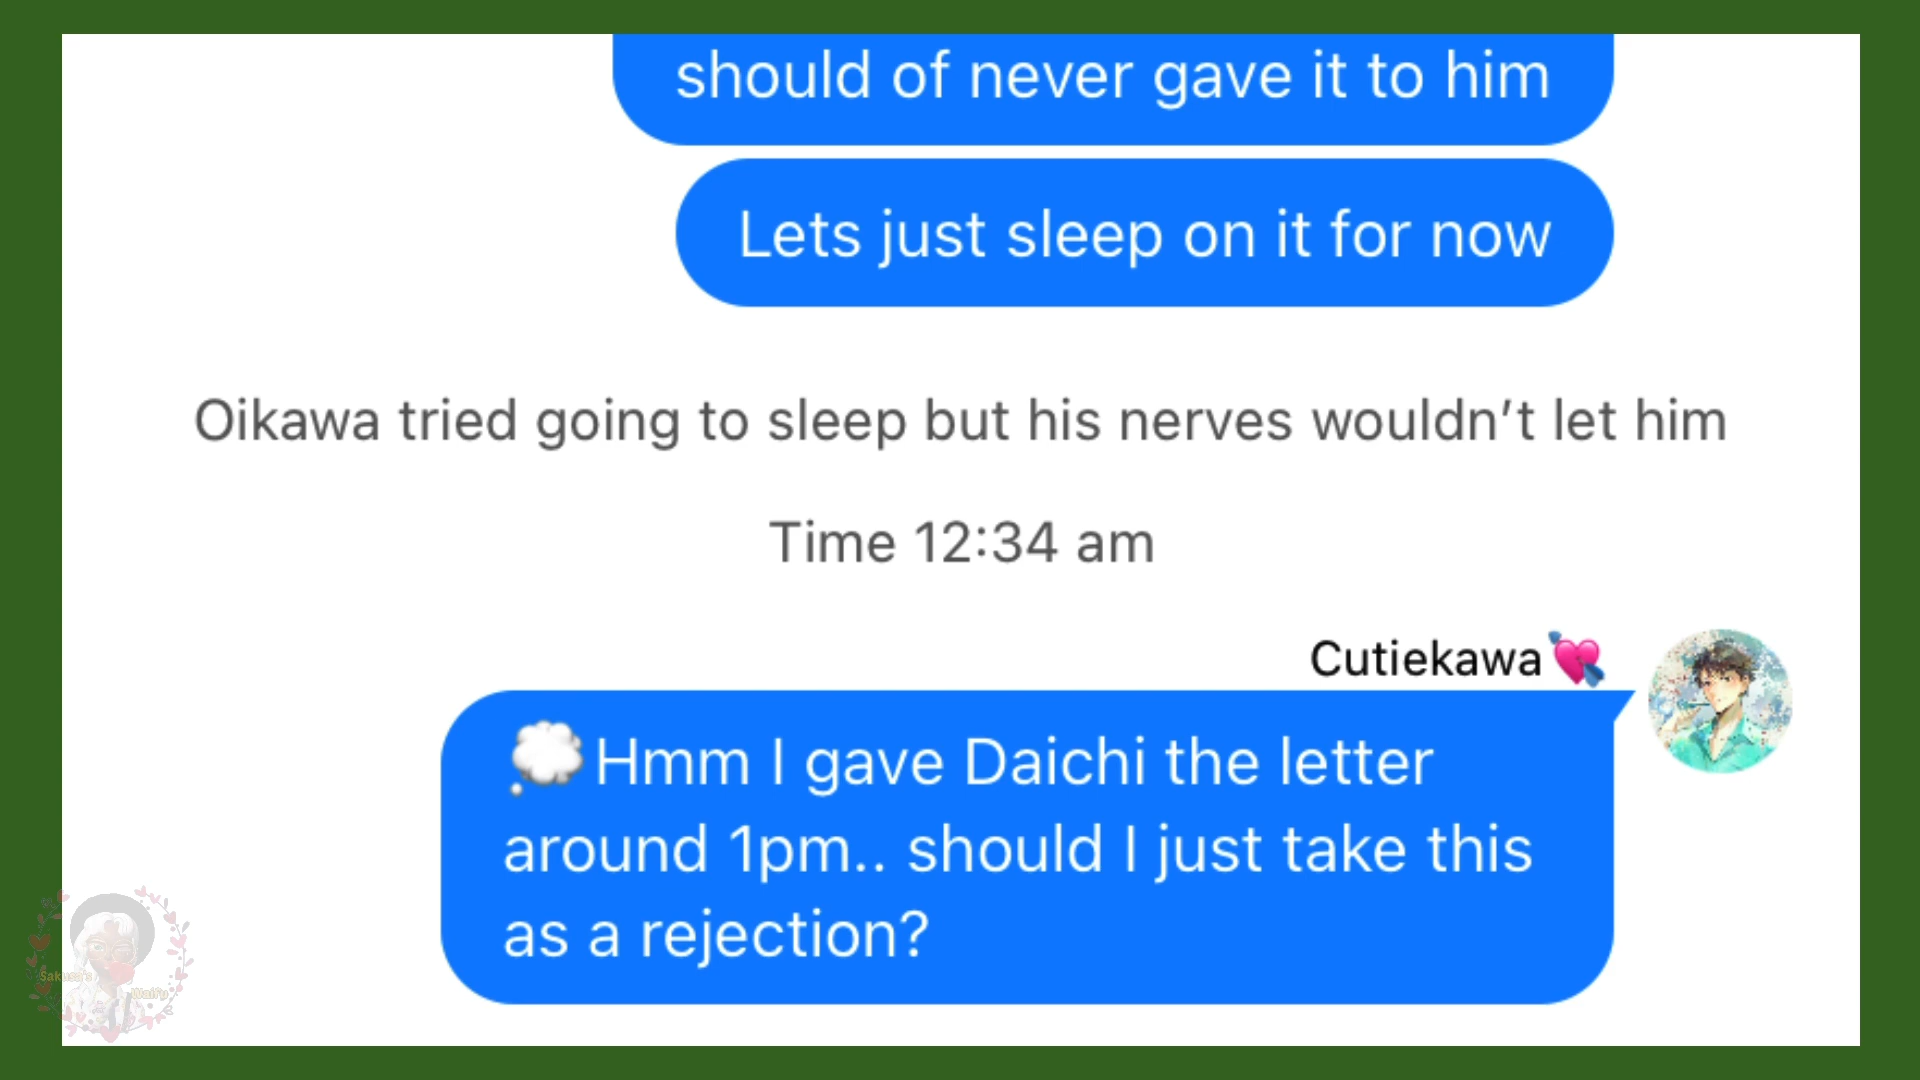 should of never gave it to him
Lets just sleep on it for now
Oikawa tried going to sleep but his nerves wouldn’t let him
Time 12:34 am
Cutiekawa💘
💭Hmm I gave Daichi the letter
around 1pm.. should I just take this
as a rejection?
Sakusa's
Waifu